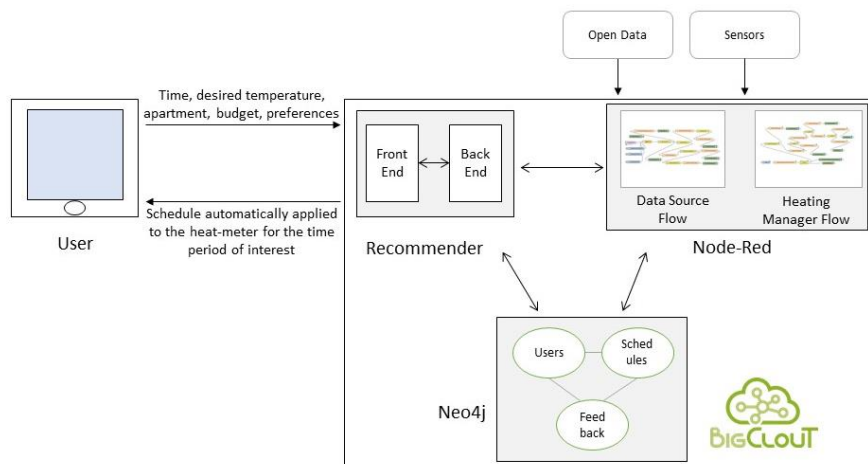 Open Data
Sensors
Time, desired temperature,
apartment, budget, preferences
Front
End
Back
End
Data Source
Flow
Heating
Manager Flow
Schedule automatically applied
to the heat-meter for the time
period of interest
User
Recommender
Node-Red
Users
Sched
ules
Feed
back
Neo4j
BIGCLOUT